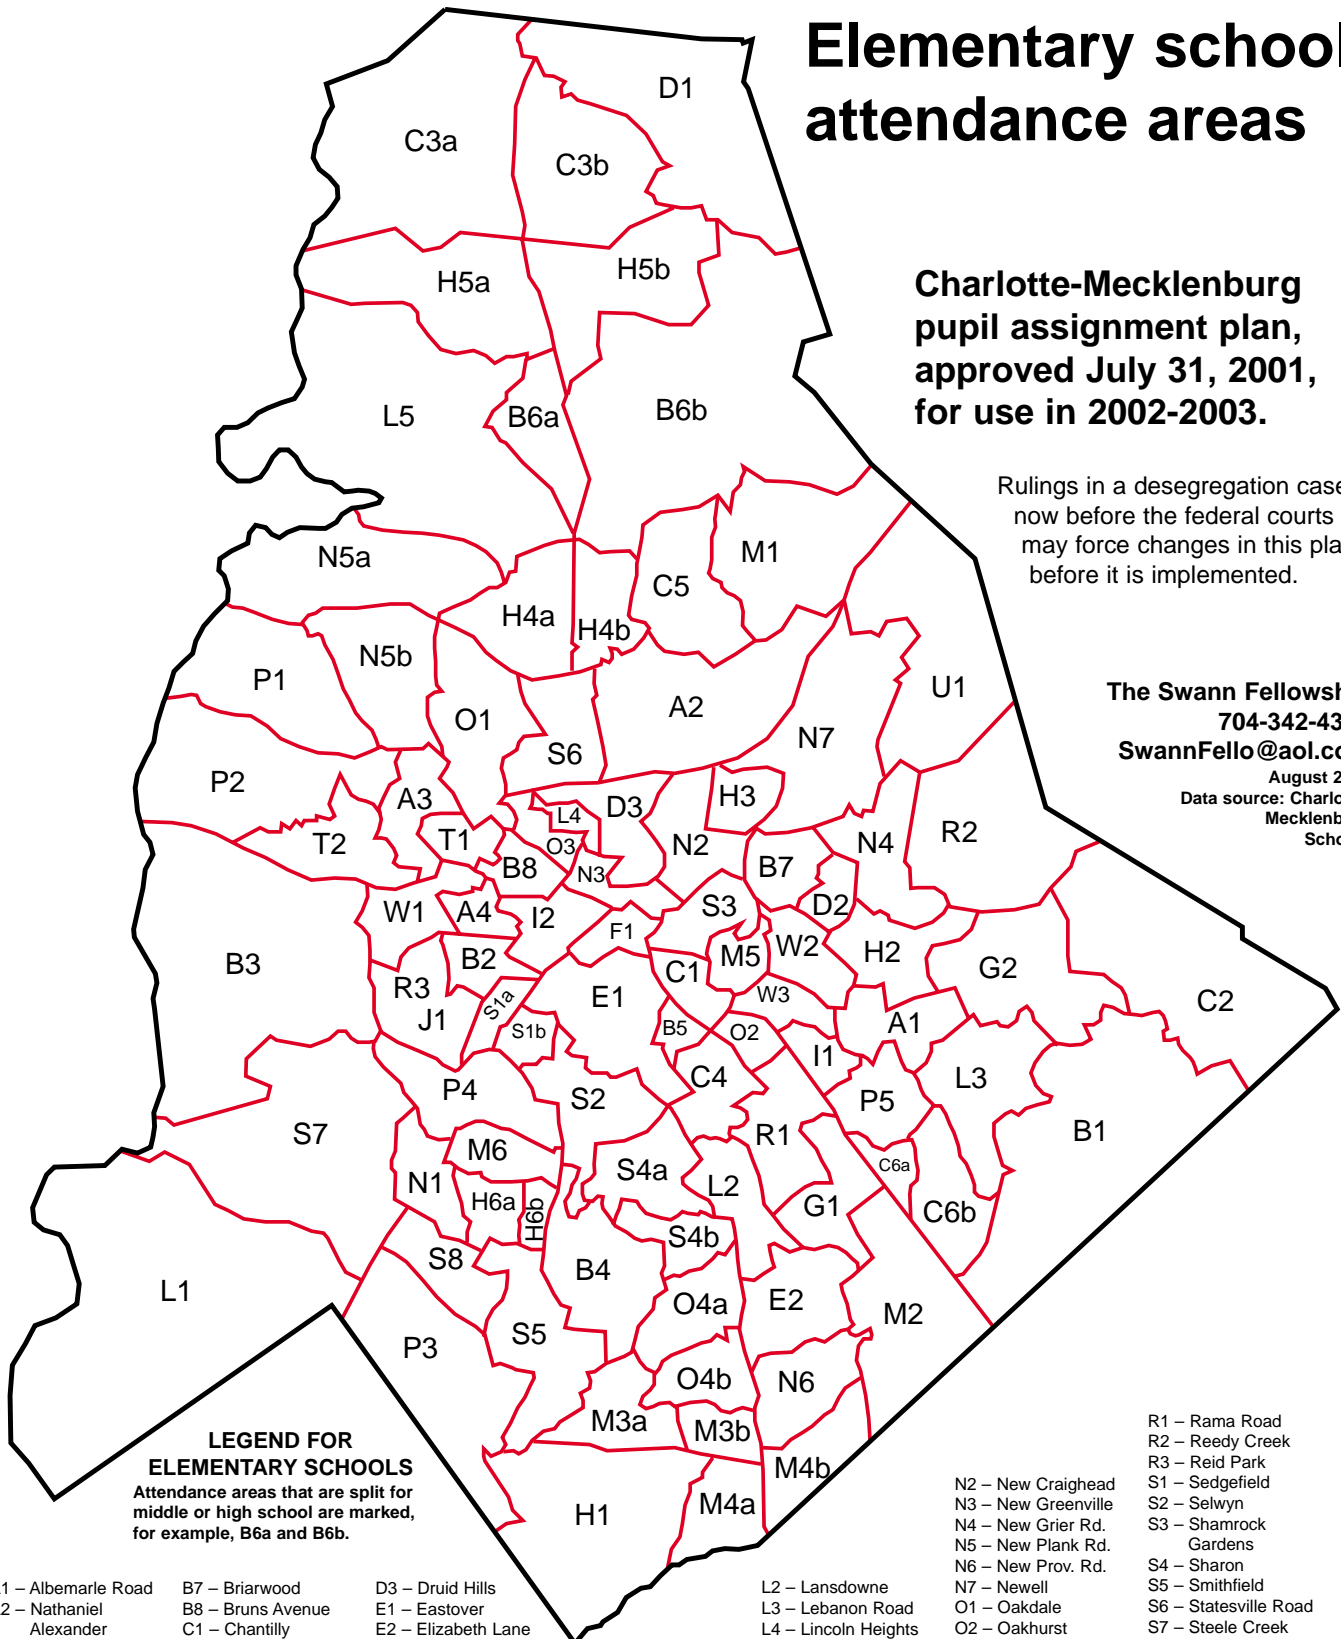 Elementary school
attendance areas
Charlotte-Mecklenburg
pupil assignment plan,
approved July 31, 2001,
for use in 2002-2003.
Rulings in a desegregation case
now before the federal courts
may force changes in this pla
before it is implemented.
The Swann Fellowsh
704-342-43
SwannFello@aol.co
August 2
Data source: Charlo
Mecklenb
Scho
D1
C3a
C3b
H5b
H5a
B6b
L5
B6a
M1
N5a
C5
H4a
H4b
N5b
P1
U1
A2
O1
N7
S6
P2
A3
H3
D3
L4
R2
T1
T2
N4
N2
O3
B8
N3
B7
D2
S3
W1
A4
I2
F1
W2
M5
H2
B2
B3
C1
G2
R3
E1
W3
S1a
C2
J1
A1
B5
S1b
O2
I1
C4
L3
P4
S2
P5
S7
R1
B1
M6
S4a
C6a
N1
L2
H6a
G1
C6b
H6b
S4b
S8
B4
L1
E2
O4a
M2
S5
P3
O4b
N6
M3a
M3b
M4b
M4a
H1
LEGEND FOR
ELEMENTARY SCHOOLS
Attendance areas that are split for
middle or high school are marked,
for example, B6a and B6b.
1 – Albemarle Road
2 – Nathaniel
Alexander
B7 – Briarwood
B8 – Bruns Avenue
C1 – Chantilly
D3 – Druid Hills
E1 – Eastover
E2 – Elizabeth Lane
L2 – Lansdowne
L3 – Lebanon Road
L4 – Lincoln Heights
N2 – New Craighead
N3 – New Greenville
N4 – New Grier Rd.
N5 – New Plank Rd.
N6 – New Prov. Rd.
N7 – Newell
O1 – Oakdale
O2 – Oakhurst
R1 – Rama Road
R2 – Reedy Creek
R3 – Reid Park
S1 – Sedgefield
S2 – Selwyn
S3 – Shamrock
Gardens
S4 – Sharon
S5 – Smithfield
S6 – Statesville Road
S7 – Steele Creek